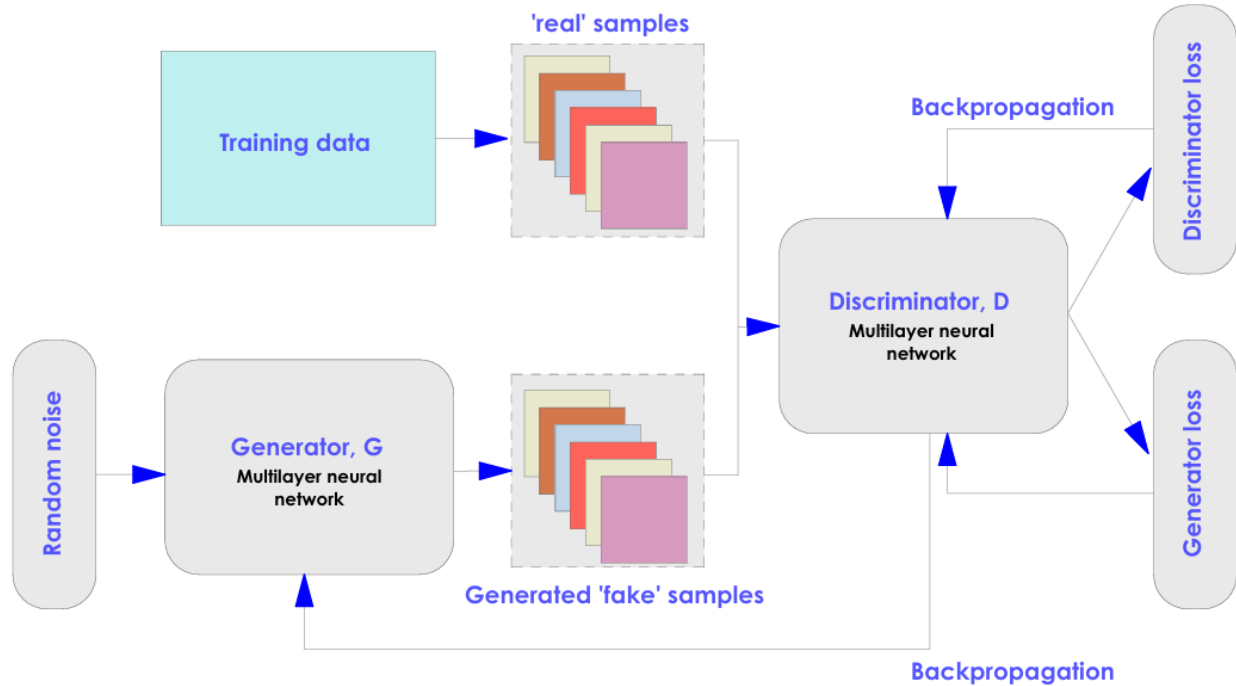 'real' samples
Training data
Backpropagation
Discriminator loss
Discriminator, D
Multilayer neural
network
Random noise
Generator, G
Multilayer neural
network
Generated 'fake' samples
Generator loss
Backpropagation